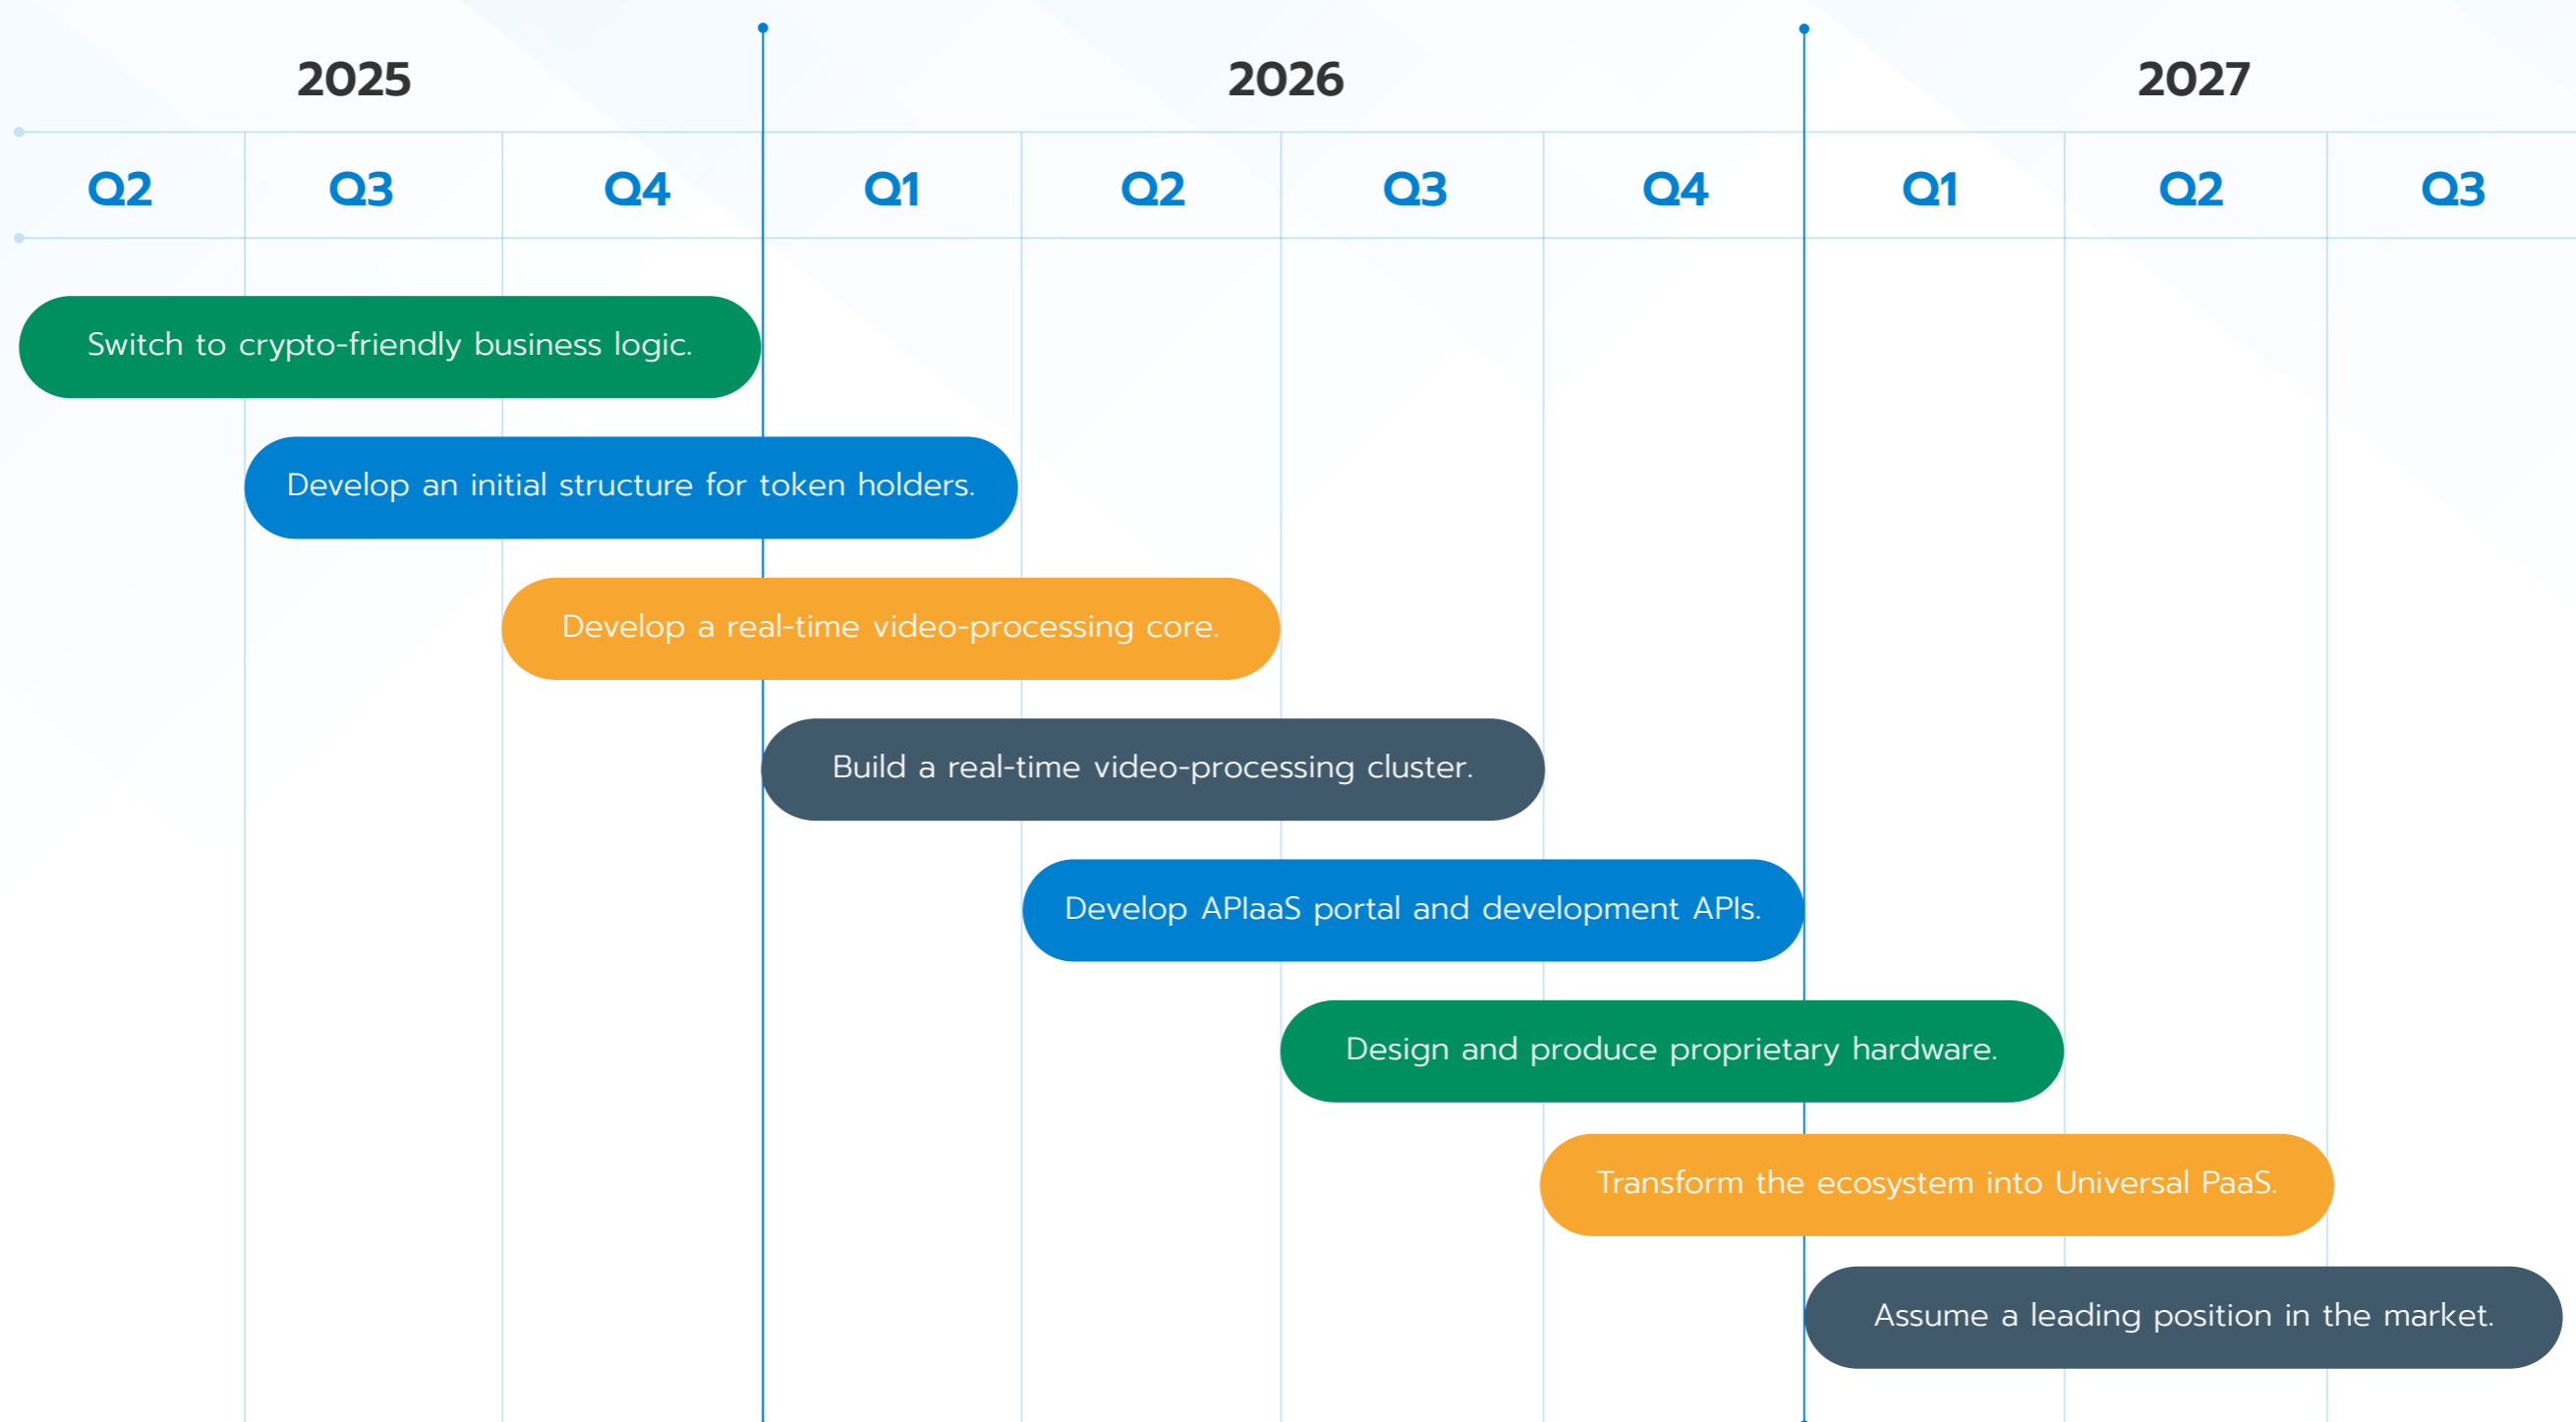 2025 2026 2027
Q2 Q3 Q4 Q1 Q2 Q3 Q4 Q1 Q2 Q3
Switch to crypto-friendly business logic.
Develop an initial structure for token holders.
Develop a real-time video-processing core.
Build a real-time video-processing cluster.
Develop APIaaS portal and development APIs.
Design and produce proprietary hardware.
Transform the ecosystem into Universal PaaS.
Assume a leading position in the market.